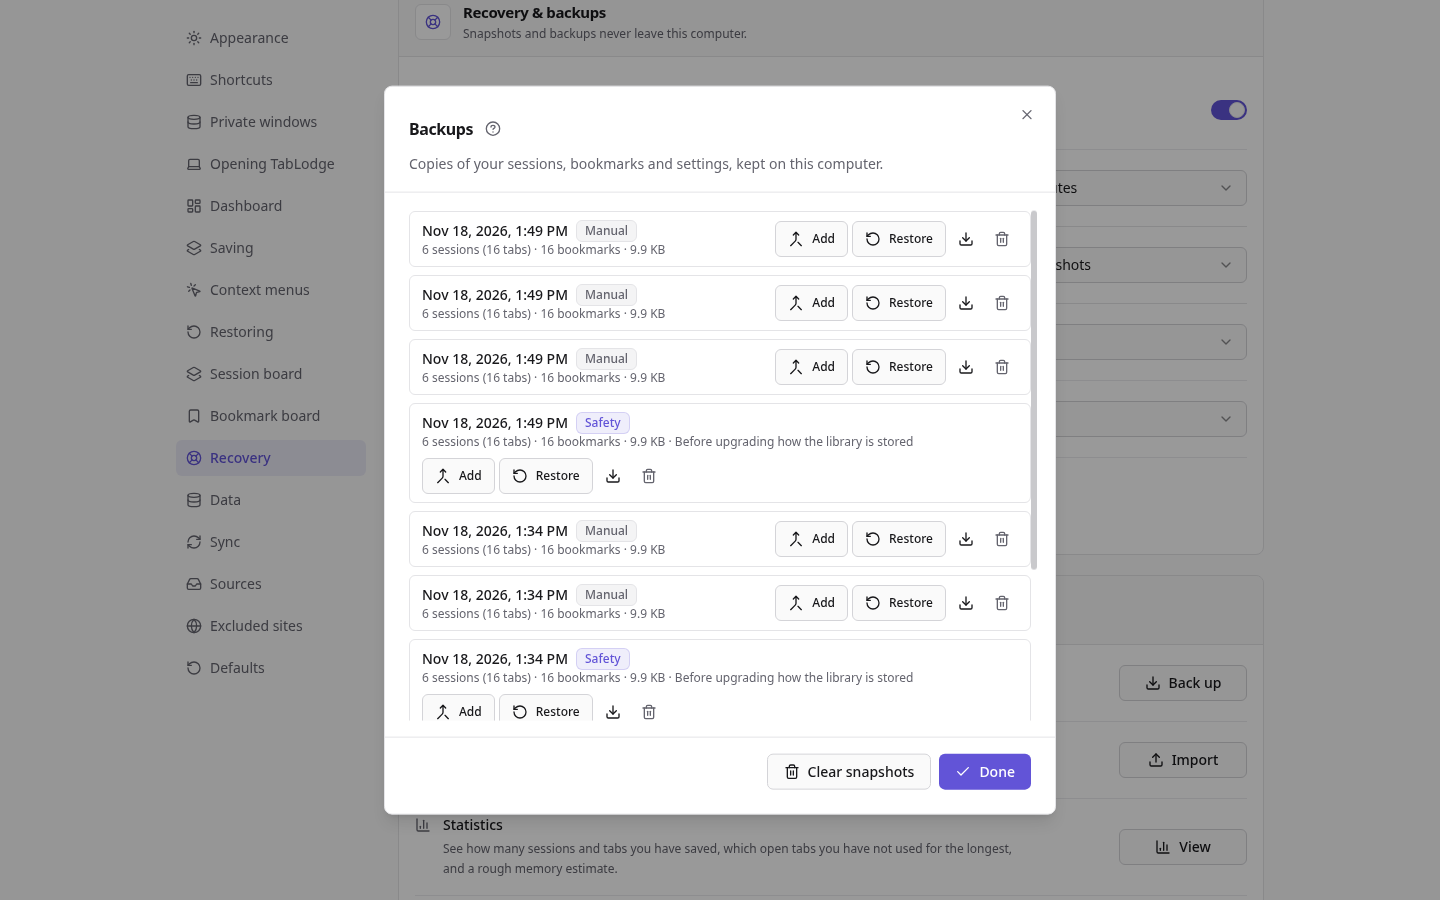 Recovery & backups
Snapshots and backups never leave this computer.
Appearance
Shortcuts
Private windows
Opening TabLodge
Dashboard
Saving
Context menus
Restoring
Session board
Bookmark board
Recovery
Data
Sync
Sources
Excluded sites
Defaults
Backups
Copies of your sessions, bookmarks and settings, kept on this computer.
Nov 18, 2026, 1:49 PM Manual
6 sessions (16 tabs) · 16 bookmarks · 9.9 KB
Add Restore
Nov 18, 2026, 1:49 PM Manual
6 sessions (16 tabs) · 16 bookmarks · 9.9 KB
Add Restore
Nov 18, 2026, 1:49 PM Manual
6 sessions (16 tabs) · 16 bookmarks · 9.9 KB
Add Restore
Nov 18, 2026, 1:49 PM Safety
6 sessions (16 tabs) · 16 bookmarks · 9.9 KB · Before upgrading how the library is stored
Add Restore
Nov 18, 2026, 1:34 PM Manual
6 sessions (16 tabs) · 16 bookmarks · 9.9 KB
Add Restore
Nov 18, 2026, 1:34 PM Manual
6 sessions (16 tabs) · 16 bookmarks · 9.9 KB
Add Restore
Nov 18, 2026, 1:34 PM Safety
6 sessions (16 tabs) · 16 bookmarks · 9.9 KB · Before upgrading how the library is stored
Add Restore
Clear snapshots Done
Back up
Import
Statistics
See how many sessions and tabs you have saved, which open tabs you have not used for the longest,
and a rough memory estimate.
View